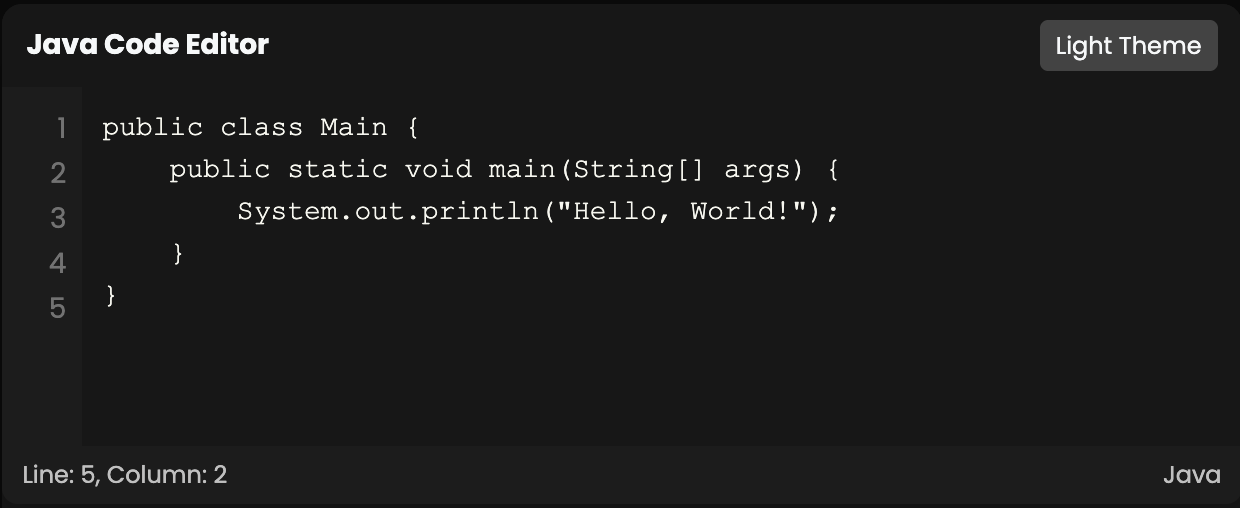 Java Code Editor
Light Theme
1 public class Main {
2     public static void main(String[] args) {
3         System.out.println("Hello, World!");
4     }
5 }
Line: 5, Column: 2
Java